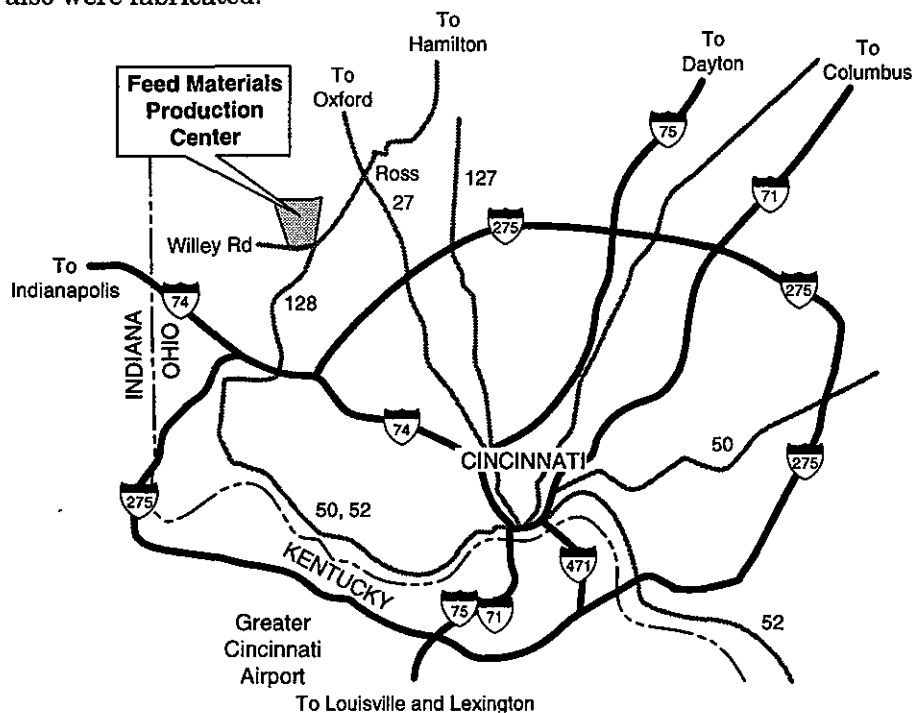 also were fabricated.
To
Hamilton
To
Dayton
To
Columbus
To
Oxford
Feed Materials
Production
Center
75
Ross
127
27
71
275
Willey Rd
To
Indianapolis
74
128
275
INDIANA
OHIO
74
CINCINNATI
50
275
275
50, 52
KENTUCKY
471
75
71
52
Greater
Cincinnati
Airport
To Louisville and Lexington